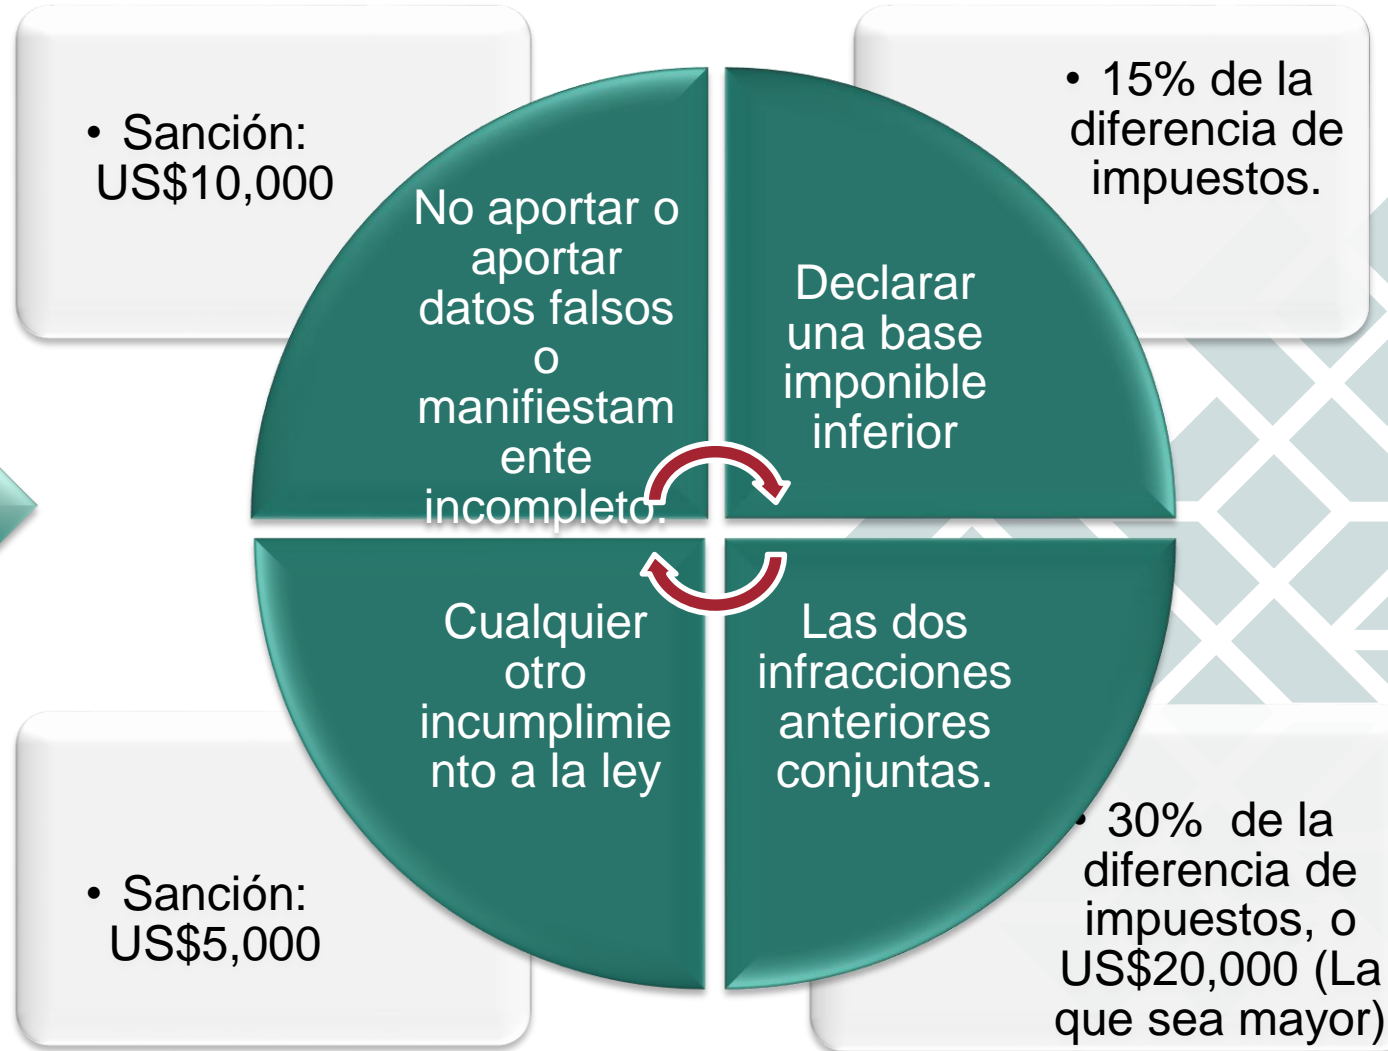 • Sanción:
US$10,000
No aportar o
aportar
datos falsos
o
manifiestam
ente
incompleto.
• 15% de la
diferencia de
impuestos.
Declarar
una base
imponible
inferior
Cualquier
otro
incumplimie
nto a la ley
• Sanción:
US$5,000
Las dos
infracciones
anteriores
conjuntas.
• 30%  de la
diferencia de
impuestos, o
US$20,000 (La
que sea mayor)